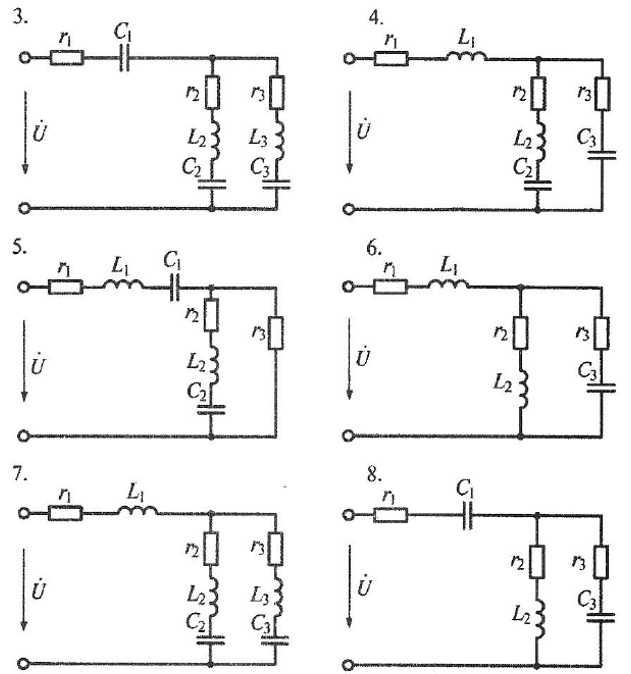 3.
r₁ C₁
r₂ r₃
U̇ L₂ L₃
C₂ C₃
4.
r₁ L₁
r₂ r₃
U̇ L₂ C₃
C₂
5.
r₁ L₁ C₁
r₂ r₃
U̇ L₂
C₂
6.
r₁ L₁
r₂ r₃
U̇ L₂ C₃
7.
r₁ L₁
r₂ r₃
U̇ L₂ L₃
C₂ C₃
8.
r₁ C₁
r₂ r₃
U̇ L₂ C₃